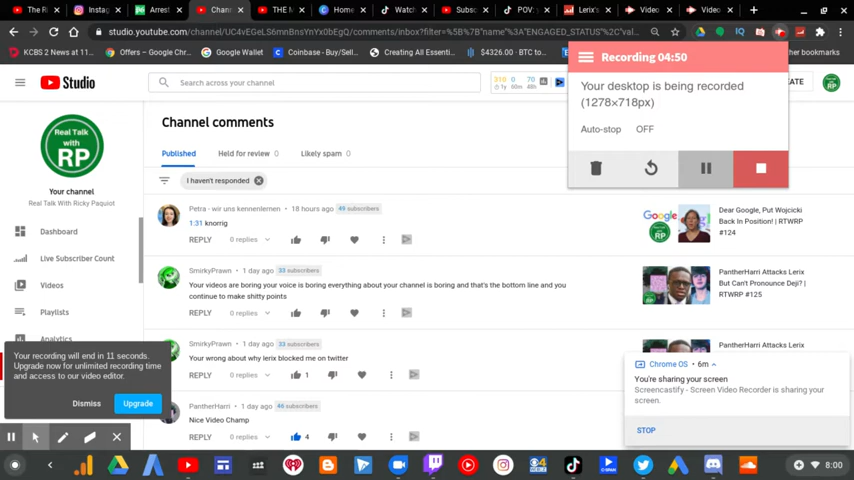 The Ri
Instag
Arrest
Chann
THE M
Home
Watch
Subsc
POV:
Lerix's
Video
Video
studio.youtube.com/channel/UC4vEGeLS6mnBnsYnYx0bEgQ/comments/inbox?filter=%5B%7B"name"%3A"ENGAGED_STATUS"%2C"val
KCBS 2 News at 11...
Offers – Google Chr...
Google Wallet
Coinbase - Buy/Sell...
Creating All Essenti...
$4326.00 · BTC to...
other bookmarks
Recording 04:50
Your desktop is being recorded
(1278×718px)
Auto-stop OFF
Studio
Search across your channel
CREATE
Real Talk
with
RP
Your channel
Real Talk With Ricky Paquiot
Dashboard
Live Subscriber Count
Videos
Playlists
Analytics
Channel comments
Published
Held for review 0
Likely spam 0
I haven't responded
Petra - wir uns kennenlernen • 18 hours ago 49 subscribers
1:31 knorrig
REPLY 0 replies
Google
Dear Google, Put Wojcicki
Back In Position! | RTWRP
#124
SmirkyPrawn • 1 day ago 33 subscribers
Your videos are boring your voice is boring everything about your channel is boring and that's the bottom line and you
continue to make shitty points
REPLY 0 replies
PantherHari Attacks Lerix
But Can't Pronounce Deji? |
RTWRP #125
SmirkyPrawn • 1 day ago 33 subscribers
Your wrong about why lerix blocked me on twitter
REPLY 0 replies 1
PantherHari Attacks Lerix
PantherHarri • 1 day ago 46 subscribers
Nice Video Champ
REPLY 0 replies 4
Your recording will end in 11 seconds.
Upgrade now for unlimited recording time
and access to our video editor.
Dismiss
Upgrade
Chrome OS • 6m
You're sharing your screen
Screencastify - Screen Video Recorder is sharing your
screen.
STOP
8:00